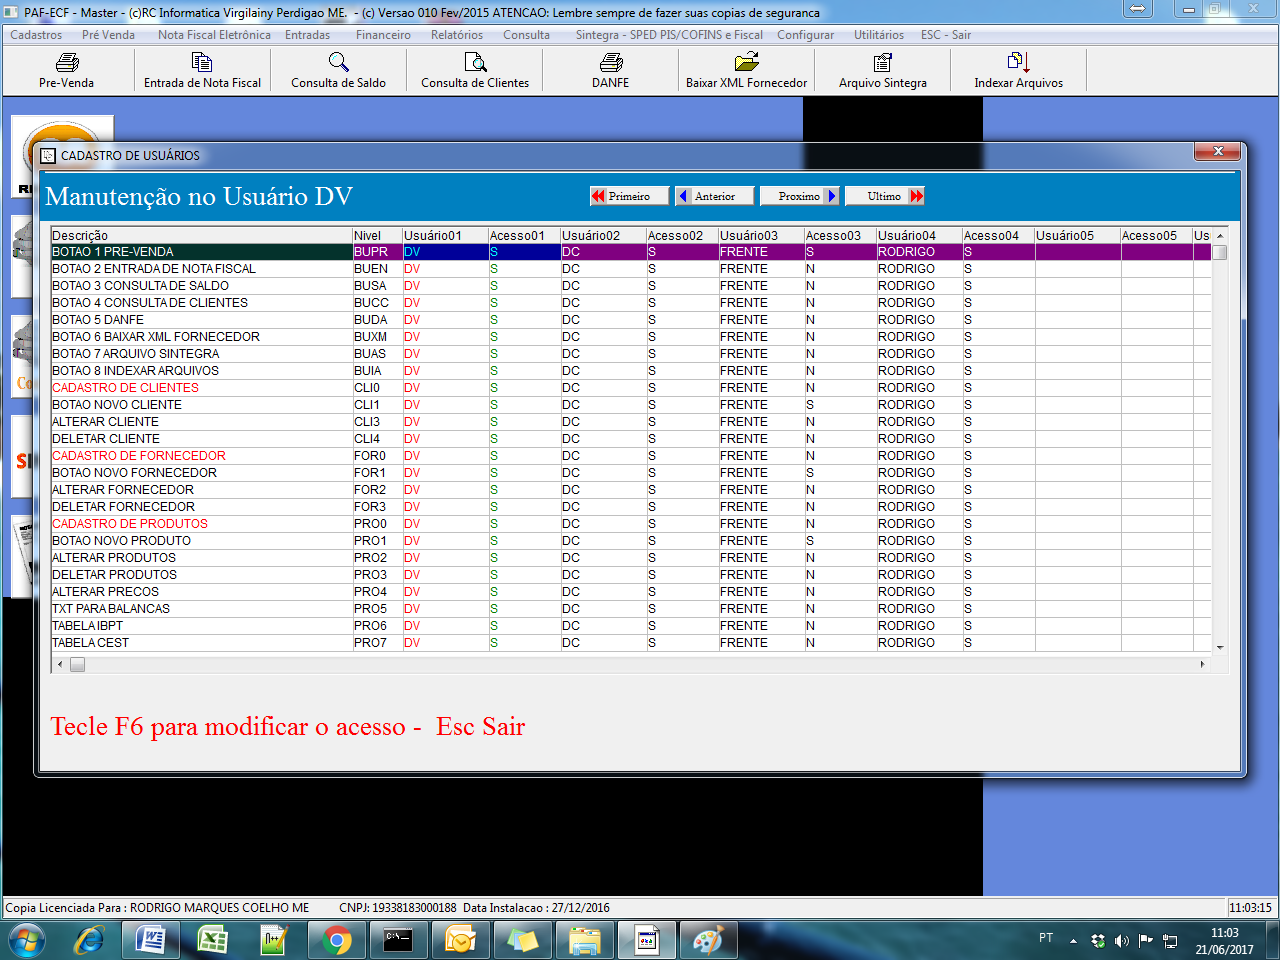 PAF-ECF - Master - (c)RC Informatica Virgilainy Perdigao ME.  - (c) Versao 010 Fev/2015 ATENCAO: Lembre sempre de fazer suas copias de seguranca
Cadastros Pré Venda Nota Fiscal Eletrônica Entradas Financeiro Relatórios Consulta Sintegra - SPED PIS/COFINS e Fiscal Configurar Utilitários ESC - Sair
Pre-Venda Entrada de Nota Fiscal Consulta de Saldo Consulta de Clientes DANFE Baixar XML Fornecedor Arquivo Sintegra Indexar Arquivos
CADASTRO DE USUÁRIOS
Manutenção no Usuário DV Primeiro Anterior Proximo Ultimo
Descrição Nivel Usuário01 Acesso01 Usuário02 Acesso02 Usuário03 Acesso03 Usuário04 Acesso04 Usuário05 Acesso05 Us
BOTAO 1 PRE-VENDA BUPR DV S DC S FRENTE S RODRIGO S
BOTAO 2 ENTRADA DE NOTA FISCAL BUEN DV S DC S FRENTE N RODRIGO S
BOTAO 3 CONSULTA DE SALDO BUSA DV S DC S FRENTE N RODRIGO S
BOTAO 4 CONSULTA DE CLIENTES BUCC DV S DC S FRENTE N RODRIGO S
BOTAO 5 DANFE BUDA DV S DC S FRENTE N RODRIGO S
BOTAO 6 BAIXAR XML FORNECEDOR BUXM DV S DC S FRENTE N RODRIGO S
BOTAO 7 ARQUIVO SINTEGRA BUAS DV S DC S FRENTE N RODRIGO S
BOTAO 8 INDEXAR ARQUIVOS BUIA DV S DC S FRENTE N RODRIGO S
CADASTRO DE CLIENTES CLI0 DV S DC S FRENTE N RODRIGO S
BOTAO NOVO CLIENTE CLI1 DV S DC S FRENTE S RODRIGO S
ALTERAR CLIENTE CLI3 DV S DC S FRENTE N RODRIGO S
DELETAR CLIENTE CLI4 DV S DC S FRENTE N RODRIGO S
CADASTRO DE FORNECEDOR FOR0 DV S DC S FRENTE N RODRIGO S
BOTAO NOVO FORNECEDOR FOR1 DV S DC S FRENTE S RODRIGO S
ALTERAR FORNECEDOR FOR2 DV S DC S FRENTE N RODRIGO S
DELETAR FORNECEDOR FOR3 DV S DC S FRENTE N RODRIGO S
CADASTRO DE PRODUTOS PRO0 DV S DC S FRENTE N RODRIGO S
BOTAO NOVO PRODUTO PRO1 DV S DC S FRENTE S RODRIGO S
ALTERAR PRODUTOS PRO2 DV S DC S FRENTE N RODRIGO S
DELETAR PRODUTOS PRO3 DV S DC S FRENTE N RODRIGO S
ALTERAR PRECOS PRO4 DV S DC S FRENTE N RODRIGO S
TXT PARA BALANCAS PRO5 DV S DC S FRENTE N RODRIGO S
TABELA IBPT PRO6 DV S DC S FRENTE N RODRIGO S
TABELA CEST PRO7 DV S DC S FRENTE N RODRIGO S
Tecle F6 para modificar o acesso -  Esc Sair
Copia Licenciada Para : RODRIGO MARQUES COELHO ME CNPJ: 19338183000188 Data Instalacao : 27/12/2016 11:03:15
PT 11:03
21/06/2017